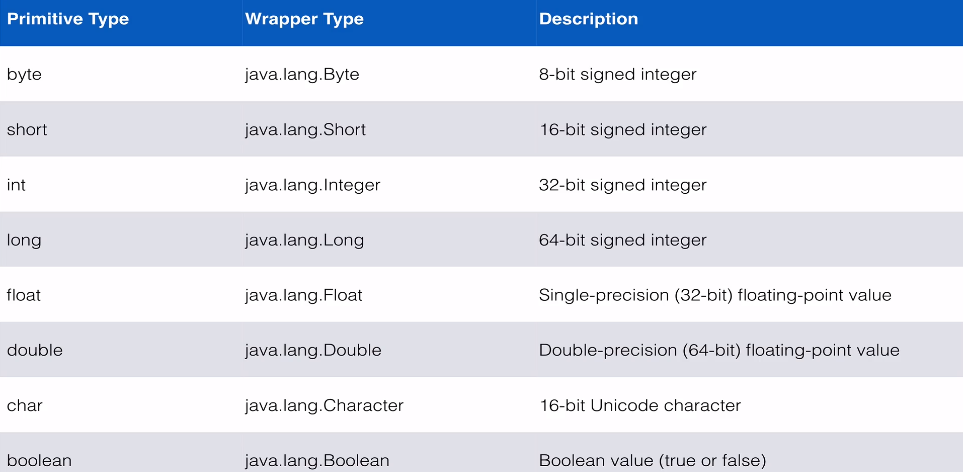 Primitive Type Wrapper Type Description
byte java.lang.Byte 8-bit signed integer
short java.lang.Short 16-bit signed integer
int java.lang.Integer 32-bit signed integer
long java.lang.Long 64-bit signed integer
float java.lang.Float Single-precision (32-bit) floating-point value
double java.lang.Double Double-precision (64-bit) floating-point value
char java.lang.Character 16-bit Unicode character
boolean java.lang.Boolean Boolean value (true or false)